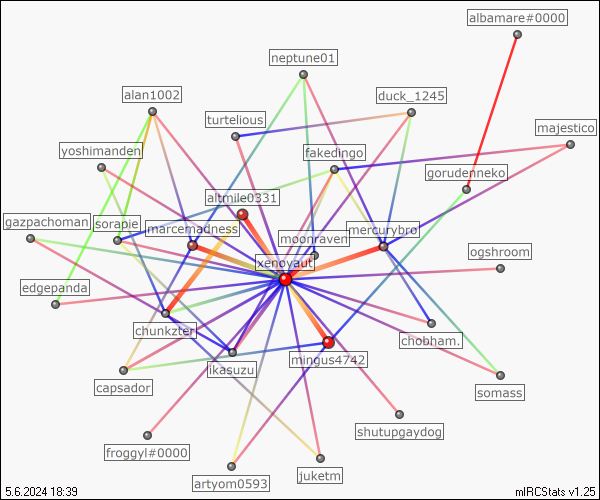 albamare#0000
neptune01
alan1002
duck_1245
turtelious
majestico
yoshimanden
fakedingo
gorudenneko
altmile0331
gazpachoman
sorapie
marcemadness
mercurybro
moonraven
xenovaut
ogshroom
edgepanda
chunkzter
chobham.
mingus4742
ikasuzu
capsador
somass
shutupgaydog
froggyl#0000
juketm
artyom0593
5.6.2024 18:39
mIRCStats v1.25